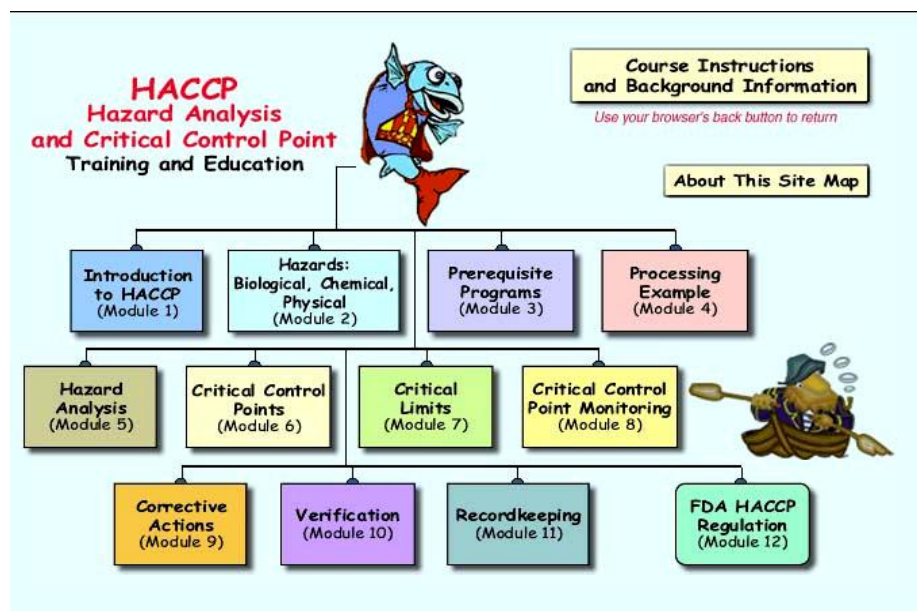 HACCP
Hazard Analysis
and Critical Control Point
Training and Education
Course Instructions
and Background Information
Use your browser's back button to return
About This Site Map
Introduction
to HACCP
(Module 1)
Hazards:
Biological, Chemical,
Physical
(Module 2)
Prerequisite
Programs
(Module 3)
Processing
Example
(Module 4)
Hazard
Analysis
(Module 5)
Critical Control
Points
(Module 6)
Critical
Limits
(Module 7)
Critical Control
Point Monitoring
(Module 8)
Corrective
Actions
(Module 9)
Verification
(Module 10)
Recordkeeping
(Module 11)
FDA HACCP
Regulation
(Module 12)